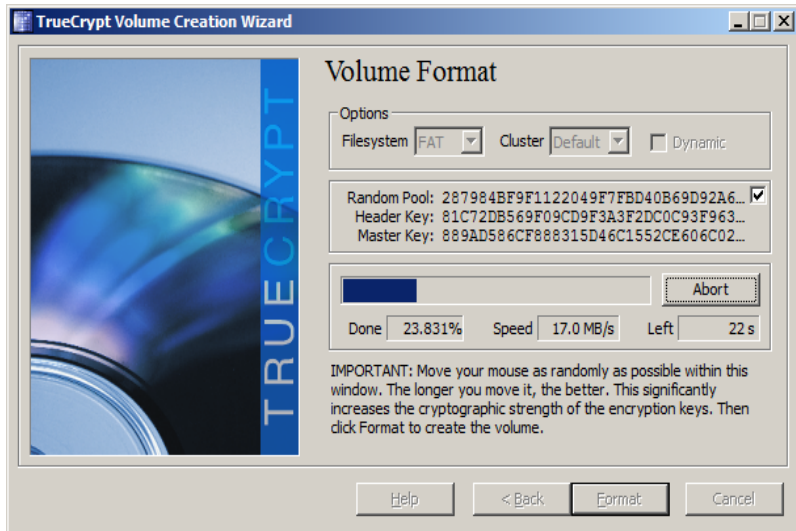 TrueCrypt Volume Creation Wizard
TRUECRYPT
Volume Format
Options
Filesystem FAT Cluster Default Dynamic
Random Pool: 287984BF9F1122049F7FBD40B69D92A6...
Header Key: 81C72DB569F09CD9F3A3F2DC0C93F963...
Master Key: 889AD586CF888315D46C1552CE606C02...
Abort
Done 23.831% Speed 17.0 MB/s Left 22 s
IMPORTANT: Move your mouse as randomly as possible within this
window. The longer you move it, the better. This significantly
increases the cryptographic strength of the encryption keys. Then
click Format to create the volume.
Help < Back Format Cancel